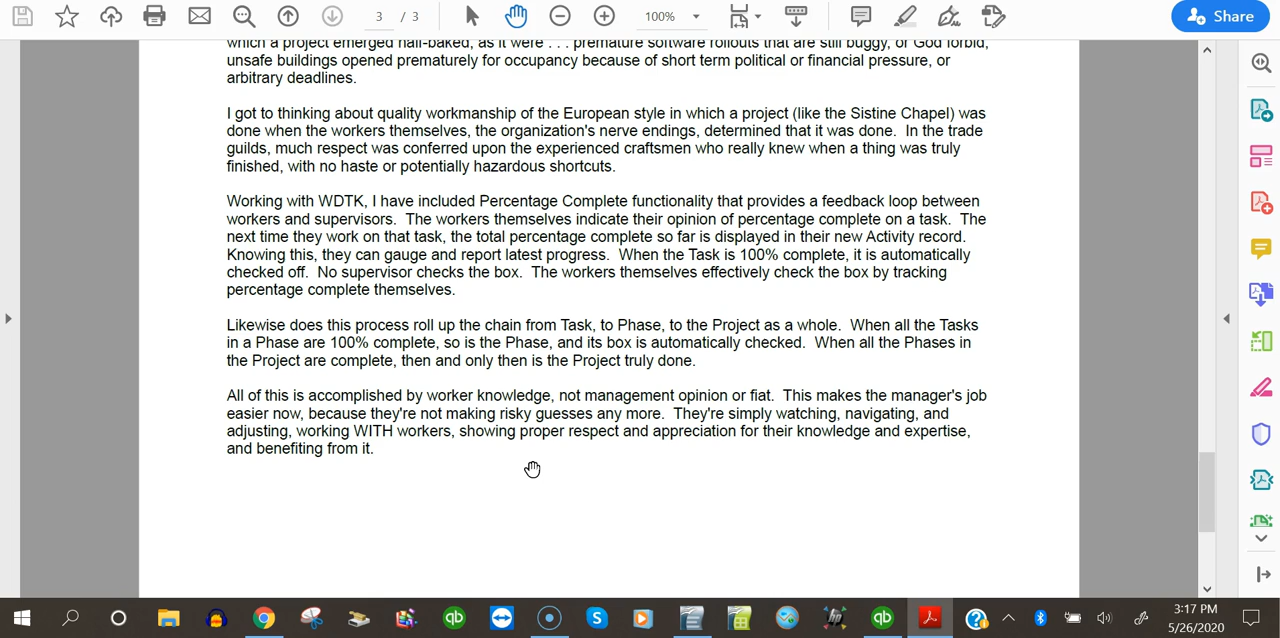 3 / 3
100%
Share
which a project emerged half-baked, as it were . . . premature software rollouts that are still buggy, or God forbid,
unsafe buildings opened prematurely for occupancy because of short term political or financial pressure, or
arbitrary deadlines.
I got to thinking about quality workmanship of the European style in which a project (like the Sistine Chapel) was
done when the workers themselves, the organization's nerve endings, determined that it was done.  In the trade
guilds, much respect was conferred upon the experienced craftsmen who really knew when a thing was truly
finished, with no haste or potentially hazardous shortcuts.
Working with WDTK, I have included Percentage Complete functionality that provides a feedback loop between
workers and supervisors.  The workers themselves indicate their opinion of percentage complete on a task.  The
next time they work on that task, the total percentage complete so far is displayed in their new Activity record.
Knowing this, they can gauge and report latest progress.  When the Task is 100% complete, it is automatically
checked off.  No supervisor checks the box.  The workers themselves effectively check the box by tracking
percentage complete themselves.
Likewise does this process roll up the chain from Task, to Phase, to the Project as a whole.  When all the Tasks
in a Phase are 100% complete, so is the Phase, and its box is automatically checked.  When all the Phases in
the Project are complete, then and only then is the Project truly done.
All of this is accomplished by worker knowledge, not management opinion or fiat.  This makes the manager's job
easier now, because they're not making risky guesses any more.  They're simply watching, navigating, and
adjusting, working WITH workers, showing proper respect and appreciation for their knowledge and expertise,
and benefiting from it.
qb
S
hp
qb
?
3:17 PM
5/26/2020